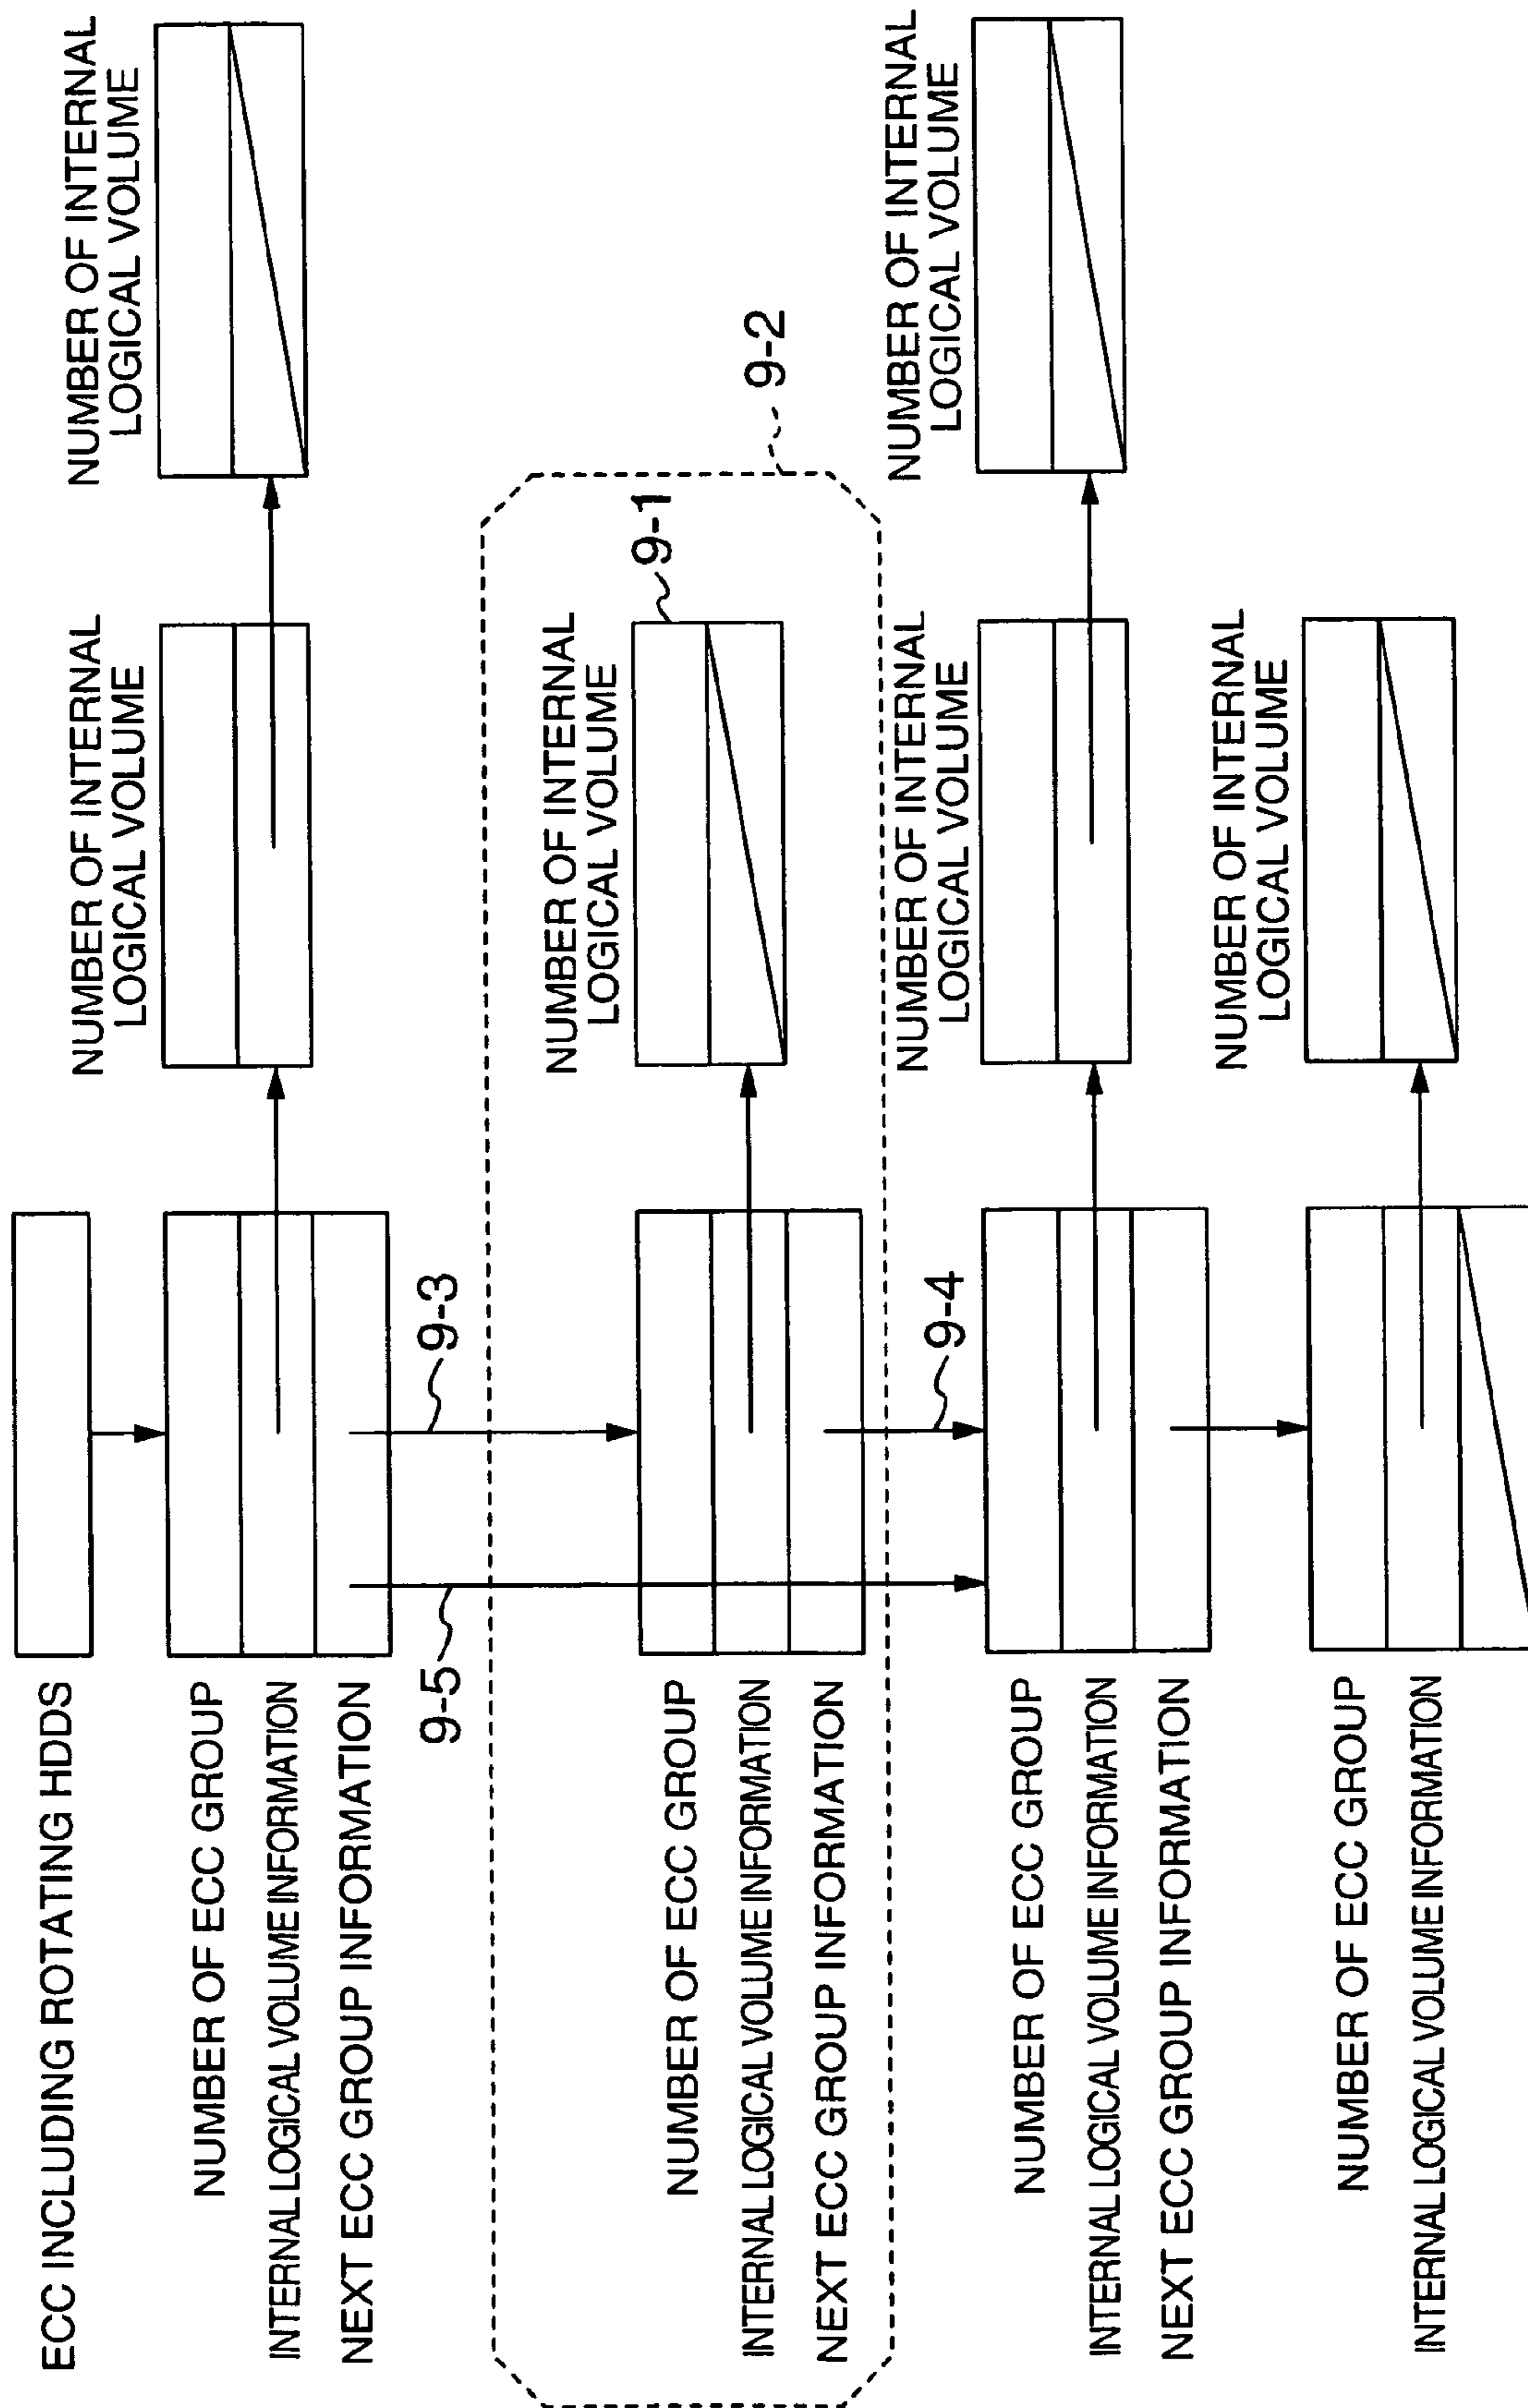 ECC INCLUDING ROTATING HDDS
NUMBER OF INTERNAL
LOGICAL VOLUME
NUMBER OF INTERNAL
LOGICAL VOLUME
NUMBER OF ECC GROUP
INTERNAL LOGICAL VOLUME INFORMATION
NEXT ECC GROUP INFORMATION
9-5
9-3
NUMBER OF INTERNAL
LOGICAL VOLUME
9-1
9-2
NUMBER OF ECC GROUP
INTERNAL LOGICAL VOLUME INFORMATION
NEXT ECC GROUP INFORMATION
9-4
NUMBER OF INTERNAL
LOGICAL VOLUME
NUMBER OF INTERNAL
LOGICAL VOLUME
NUMBER OF ECC GROUP
INTERNAL LOGICAL VOLUME INFORMATION
NEXT ECC GROUP INFORMATION
NUMBER OF INTERNAL
LOGICAL VOLUME
NUMBER OF ECC GROUP
INTERNAL LOGICAL VOLUME INFORMATION